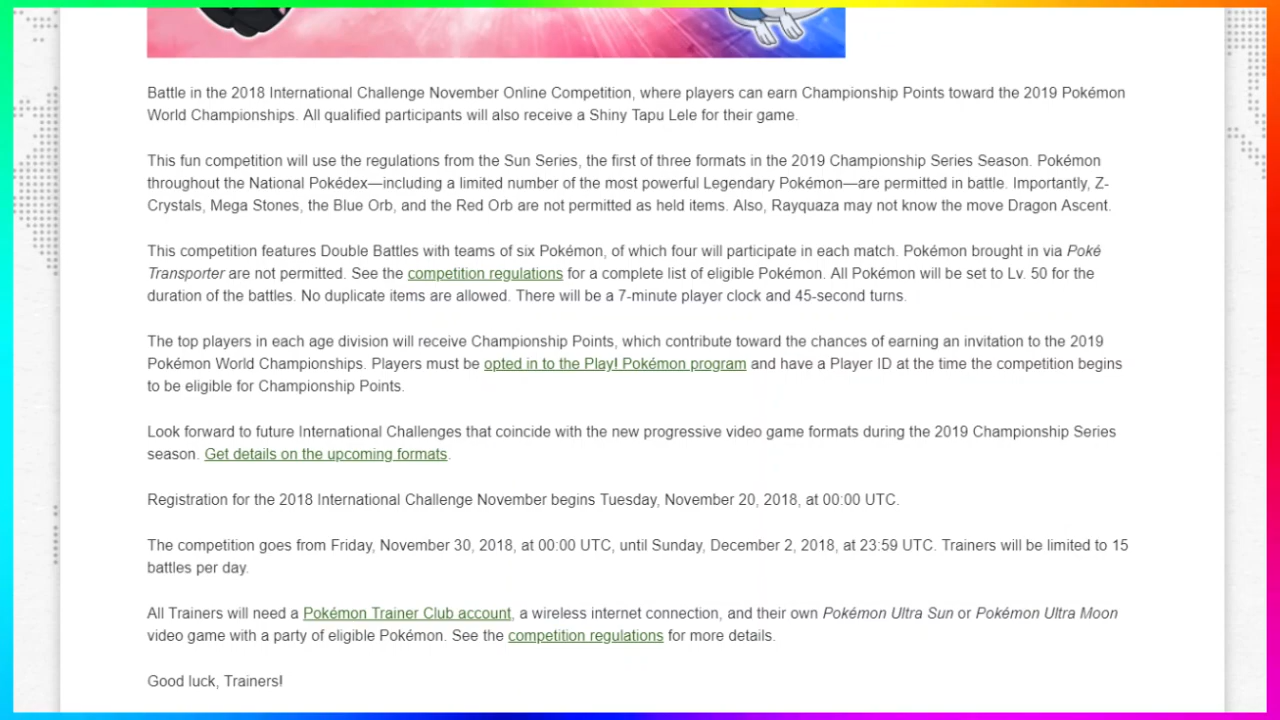 Battle in the 2018 International Challenge November Online Competition, where players can earn Championship Points toward the 2019 Pokémon
World Championships. All qualified participants will also receive a Shiny Tapu Lele for their game.
This fun competition will use the regulations from the Sun Series, the first of three formats in the 2019 Championship Series Season. Pokémon
throughout the National Pokédex—including a limited number of the most powerful Legendary Pokémon—are permitted in battle. Importantly, Z-
Crystals, Mega Stones, the Blue Orb, and the Red Orb are not permitted as held items. Also, Rayquaza may not know the move Dragon Ascent.
This competition features Double Battles with teams of six Pokémon, of which four will participate in each match. Pokémon brought in via Poké
Transporter are not permitted. See the competition regulations for a complete list of eligible Pokémon. All Pokémon will be set to Lv. 50 for the
duration of the battles. No duplicate items are allowed. There will be a 7-minute player clock and 45-second turns.
The top players in each age division will receive Championship Points, which contribute toward the chances of earning an invitation to the 2019
Pokémon World Championships. Players must be opted in to the Play! Pokémon program and have a Player ID at the time the competition begins
to be eligible for Championship Points.
Look forward to future International Challenges that coincide with the new progressive video game formats during the 2019 Championship Series
season. Get details on the upcoming formats.
Registration for the 2018 International Challenge November begins Tuesday, November 20, 2018, at 00:00 UTC.
The competition goes from Friday, November 30, 2018, at 00:00 UTC, until Sunday, December 2, 2018, at 23:59 UTC. Trainers will be limited to 15
battles per day.
All Trainers will need a Pokémon Trainer Club account, a wireless internet connection, and their own Pokémon Ultra Sun or Pokémon Ultra Moon
video game with a party of eligible Pokémon. See the competition regulations for more details.
Good luck, Trainers!